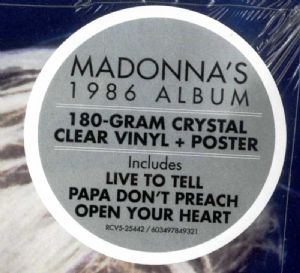 MADONNA'S
1986 ALBUM
180-GRAM CRYSTAL
CLEAR VINYL + POSTER
Includes
LIVE TO TELL
PAPA DON'T PREACH
OPEN YOUR HEART
RCV5-25442 / 603497849321